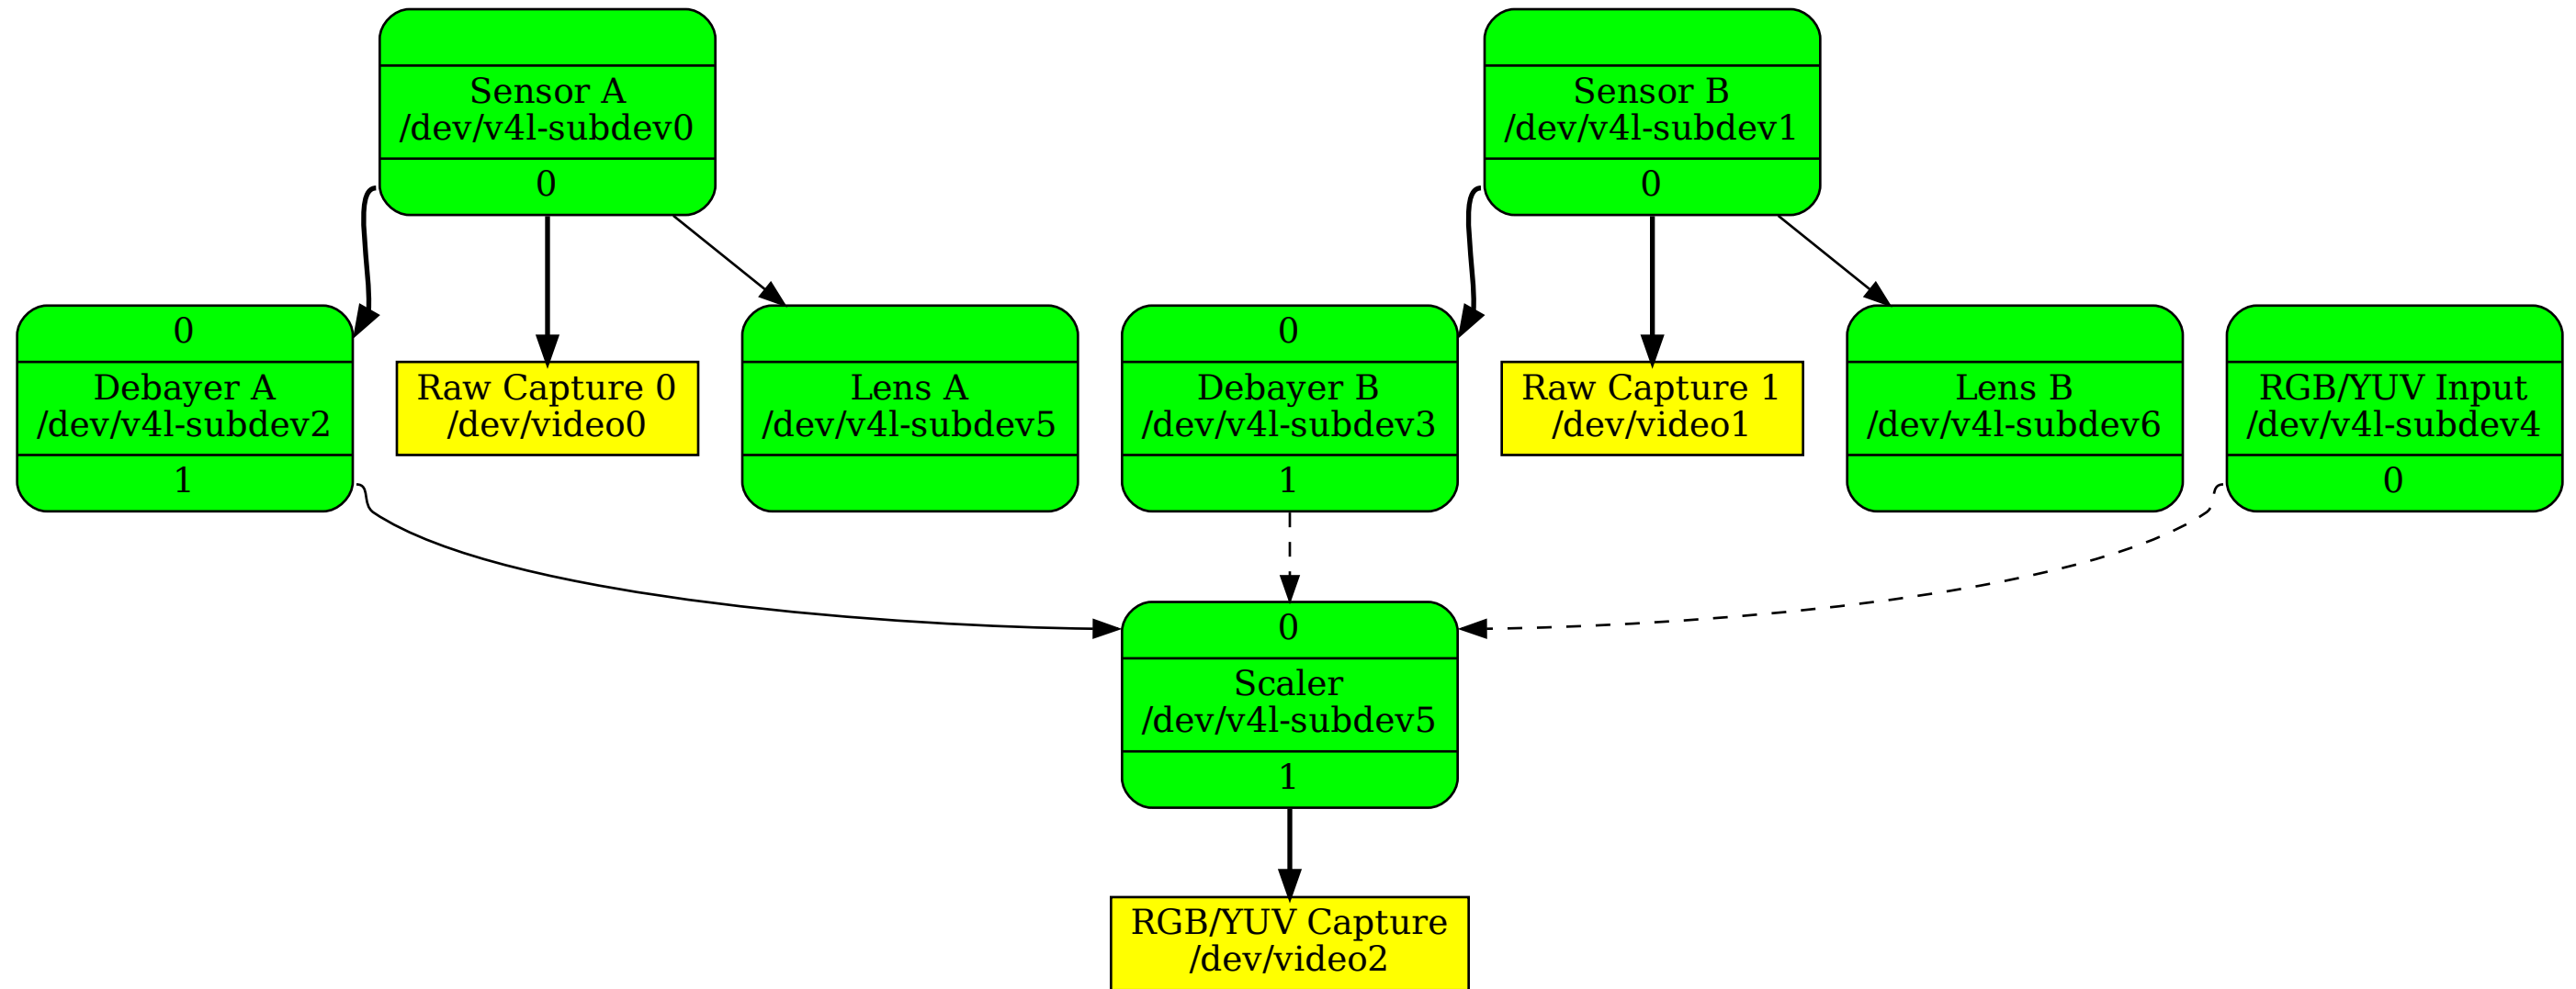 Sensor A
/dev/v4l-subdev0
0
Sensor B
/dev/v4l-subdev1
0
0
Debayer A
/dev/v4l-subdev2
1
Raw Capture 0
/dev/video0
Lens A
/dev/v4l-subdev5
0
Debayer B
/dev/v4l-subdev3
1
Raw Capture 1
/dev/video1
Lens B
/dev/v4l-subdev6
RGB/YUV Input
/dev/v4l-subdev4
0
0
Scaler
/dev/v4l-subdev5
1
RGB/YUV Capture
/dev/video2